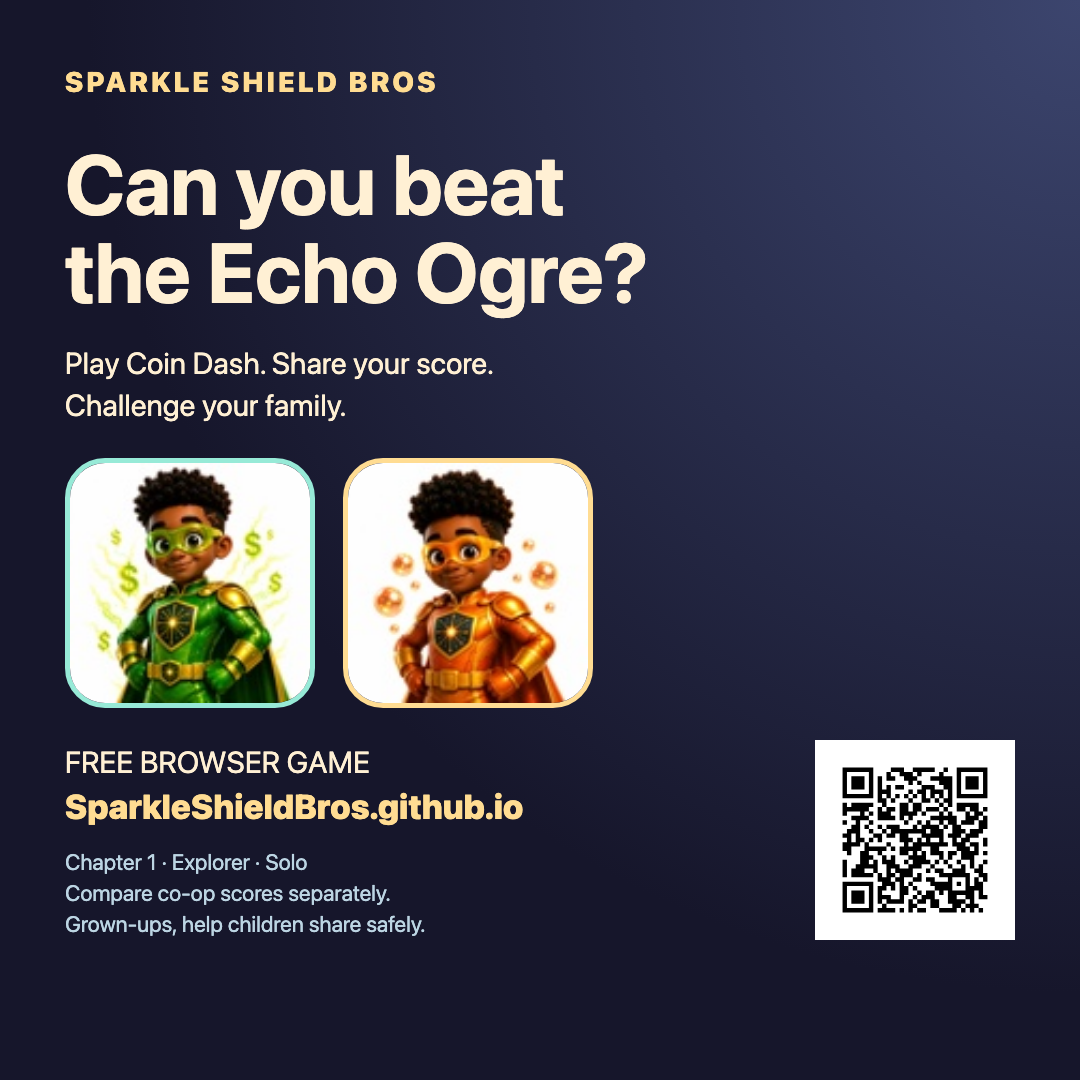 SPARKLE SHIELD BROS
Can you beat
the Echo Ogre?
Play Coin Dash. Share your score.
Challenge your family.
$ $ $ $ $ $
FREE BROWSER GAME
SparkleShieldBros.github.io
Chapter 1 · Explorer · Solo
Compare co-op scores separately.
Grown-ups, help children share safely.